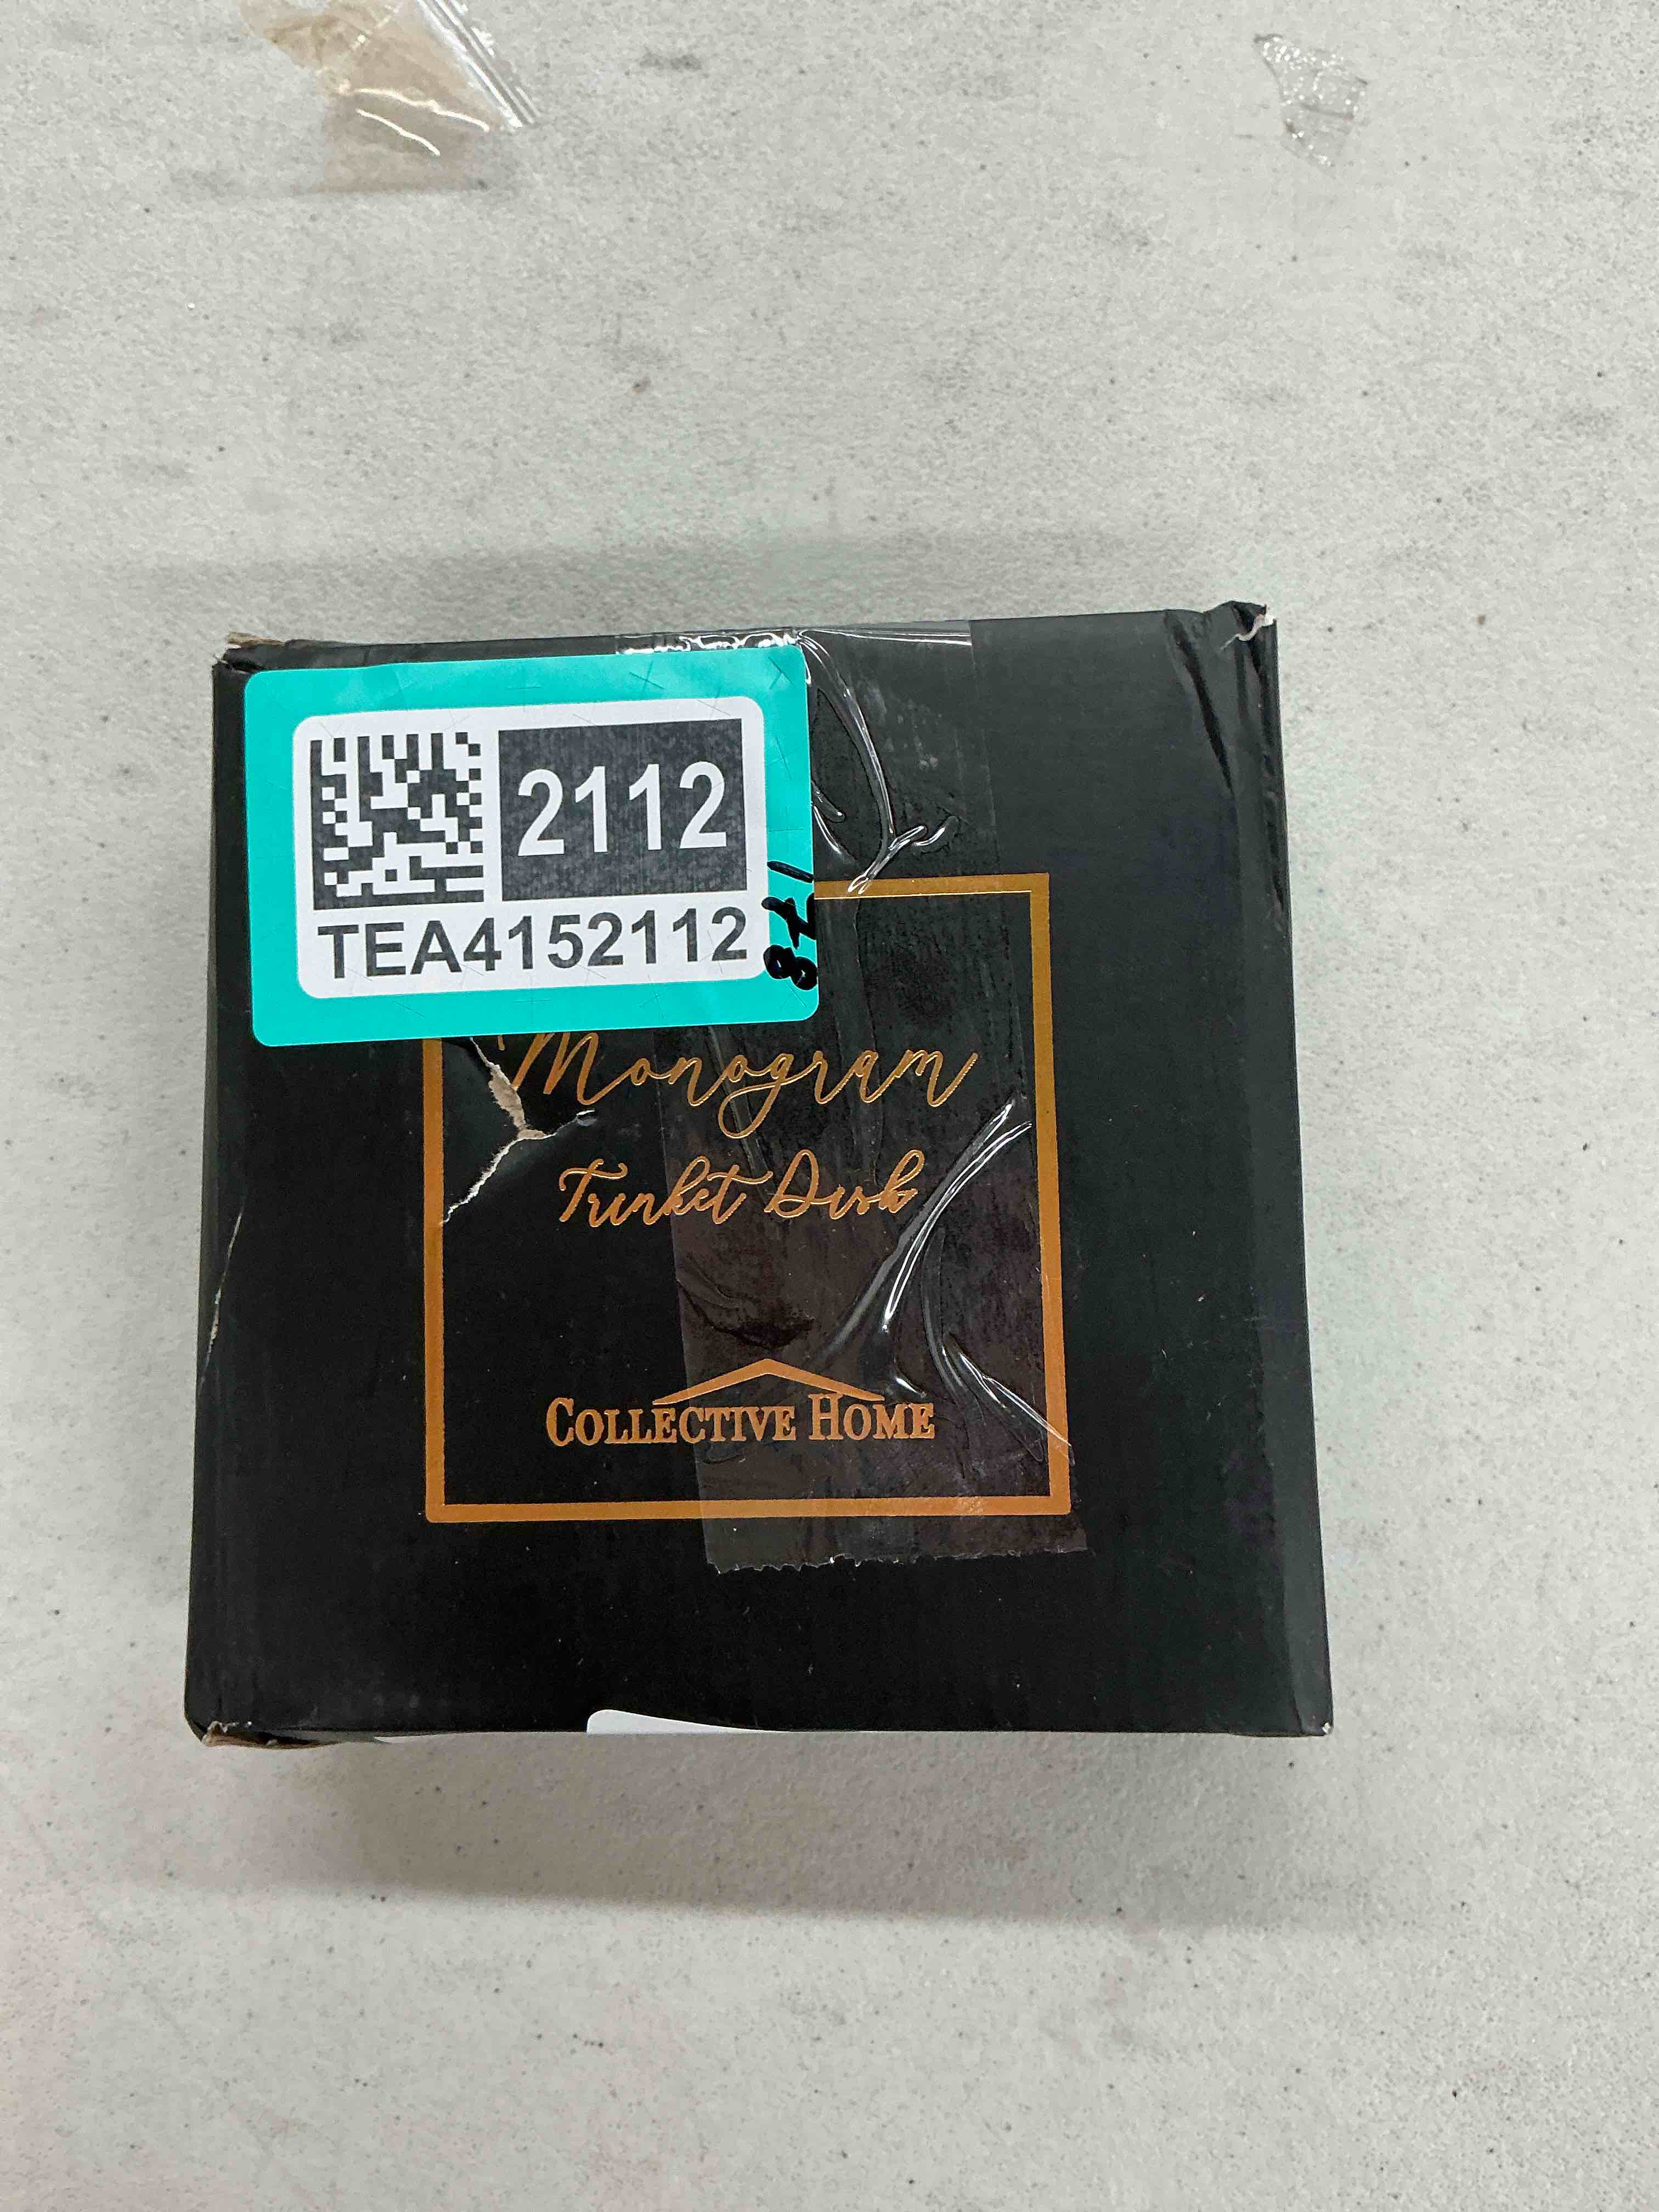 2112
TEA4152112
Monogram
Trinket Dish
COLLECTIVE HOME